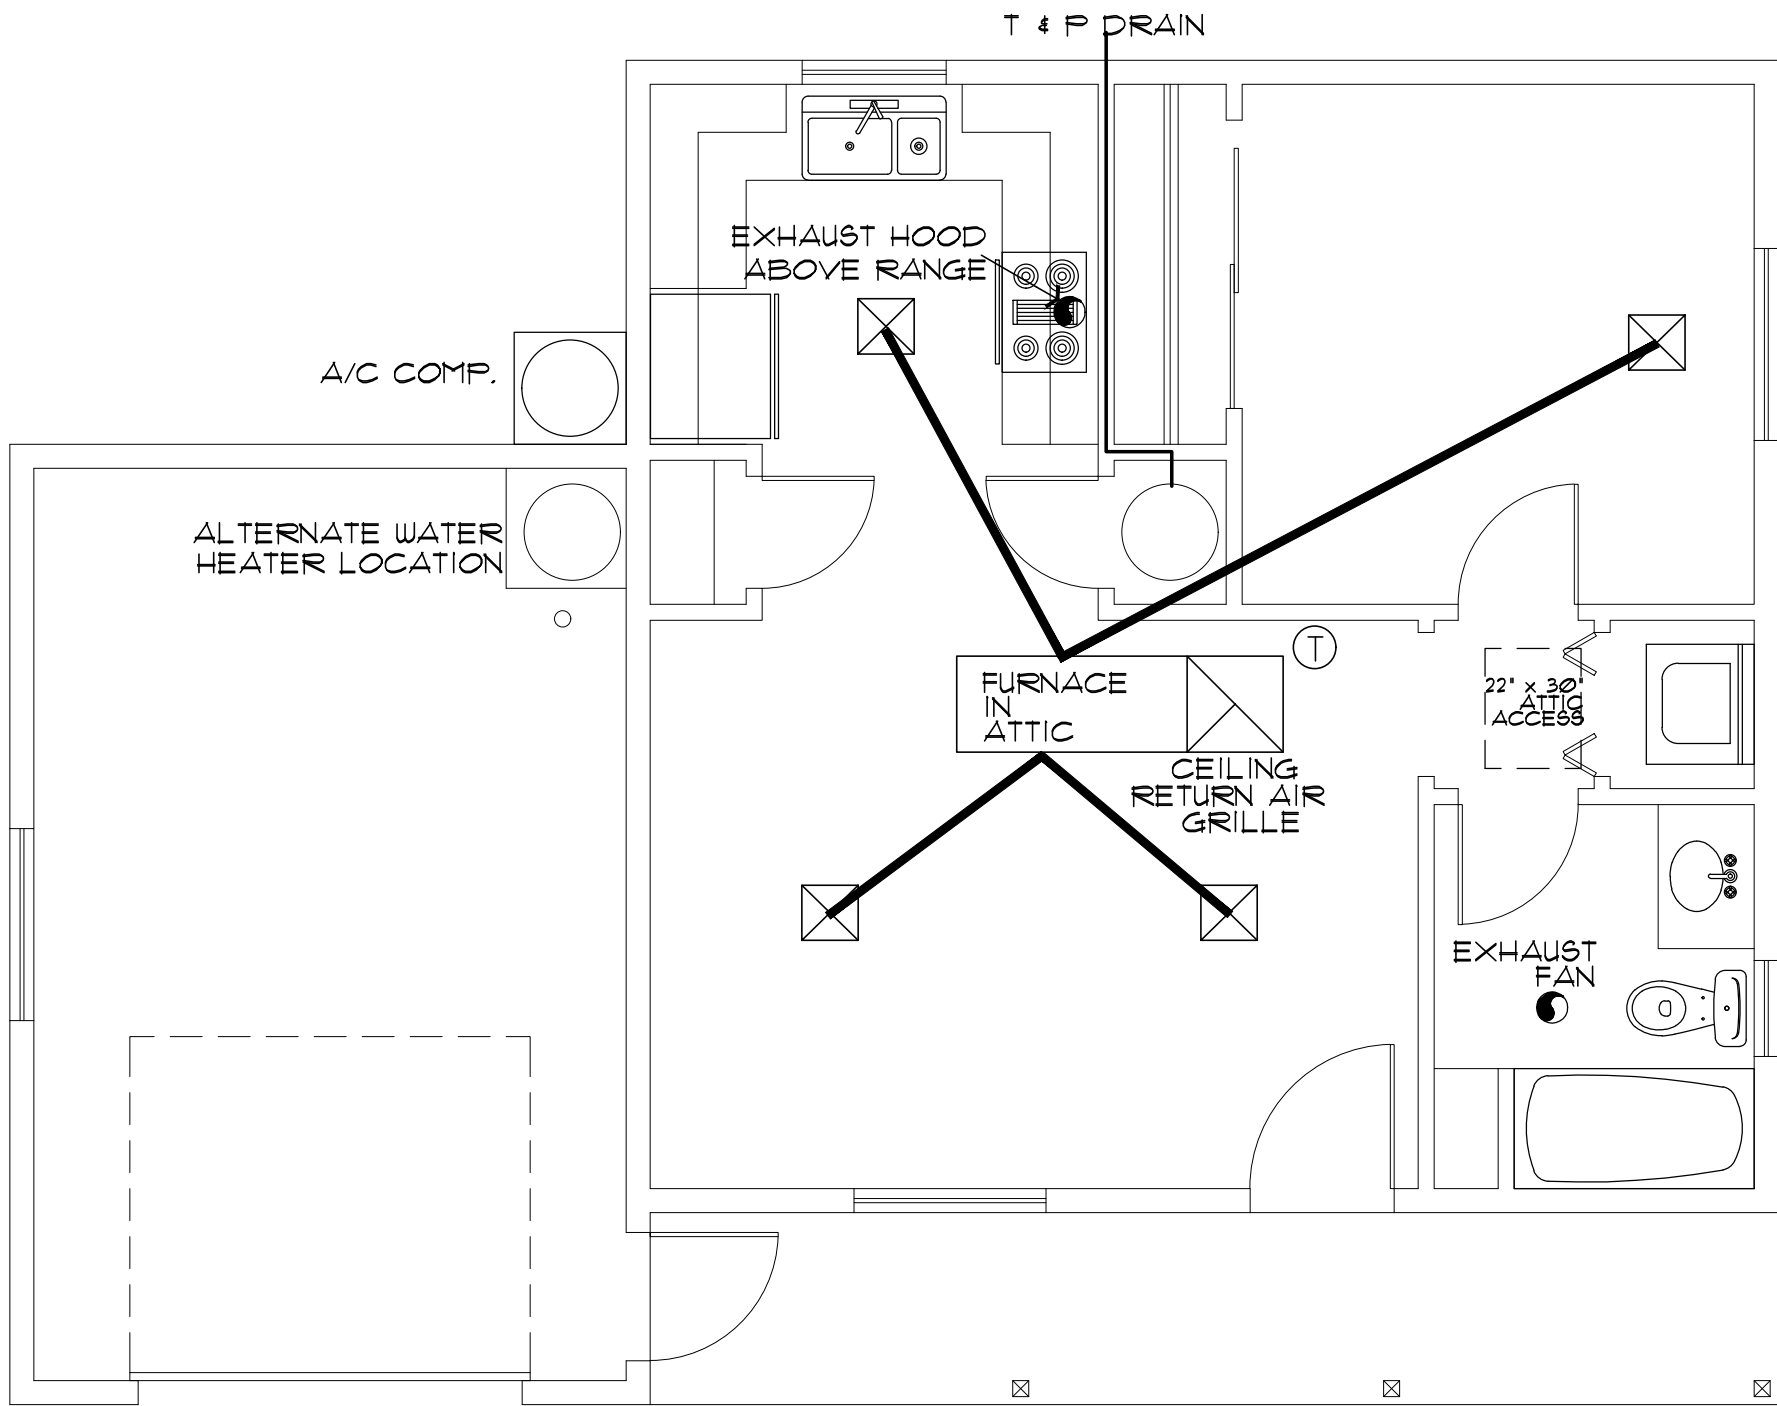 T & P DRAIN
EXHAUST HOOD
ABOVE RANGE
A/C COMP.
ALTERNATE WATER
HEATER LOCATION
T
FURNACE
IN
ATTIC
22" x 30"
ATTIC
ACCESS
CEILING
RETURN AIR
GRILLE
EXHAUST
FAN